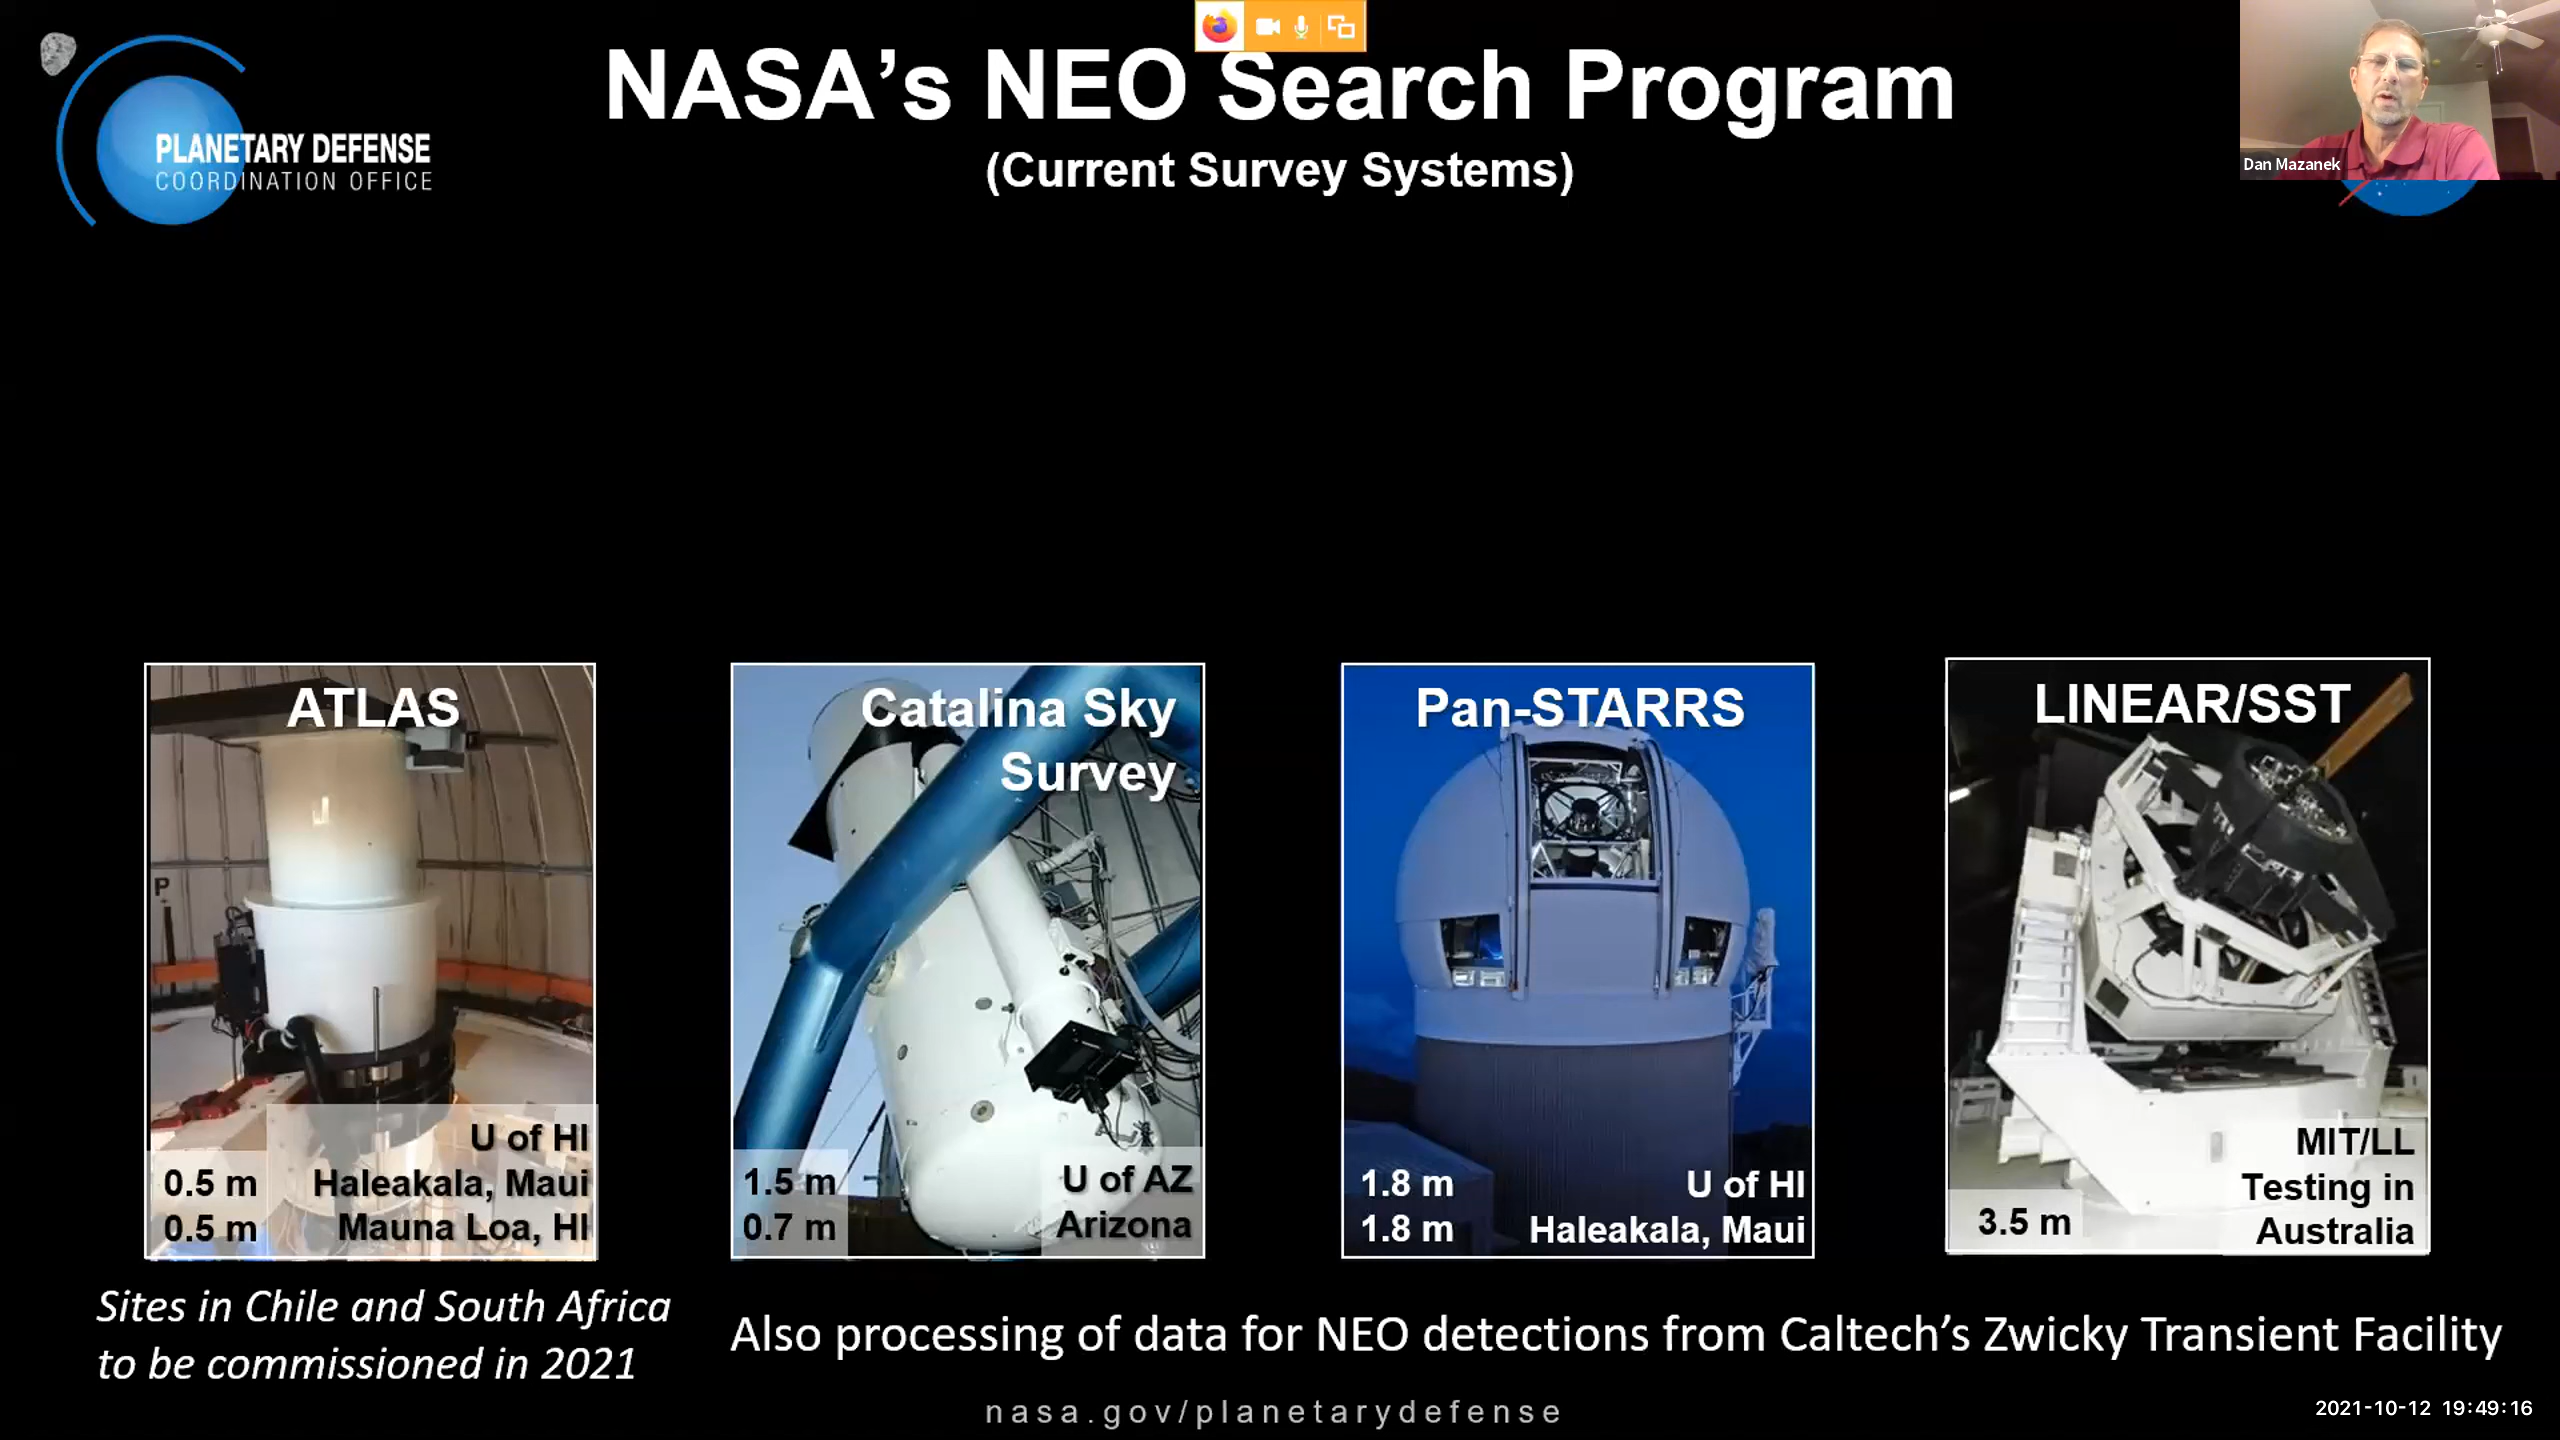 NASA's NEO Search Program
(Current Survey Systems)
PLANETARY DEFENSE
COORDINATION OFFICE
Dan Mazanek
ATLAS
P
U of HI
0.5 m Haleakala, Maui
0.5 m Mauna Loa, HI
Catalina Sky
Survey
1.5 m U of AZ
0.7 m Arizona
Pan-STARRS
1.8 m U of HI
1.8 m Haleakala, Maui
LINEAR/SST
MIT/LL
Testing in
3.5 m Australia
Sites in Chile and South Africa
to be commissioned in 2021
Also processing of data for NEO detections from Caltech's Zwicky Transient Facility
nasa.gov/planetarydefense
2021-10-12 19:49:16